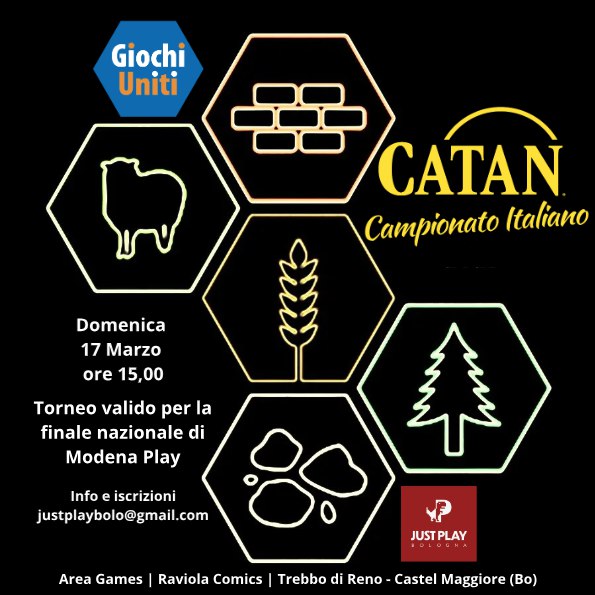 Giochi
Uniti
CATAN
Campionato Italiano
Domenica
17 Marzo
ore 15,00
Torneo valido per la
finale nazionale di
Modena Play
Info e iscrizioni
justplaybolo@gmail.com
JUST PLAY
BOLOGNA
Area Games | Raviola Comics | Trebbo di Reno - Castel Maggiore (Bo)